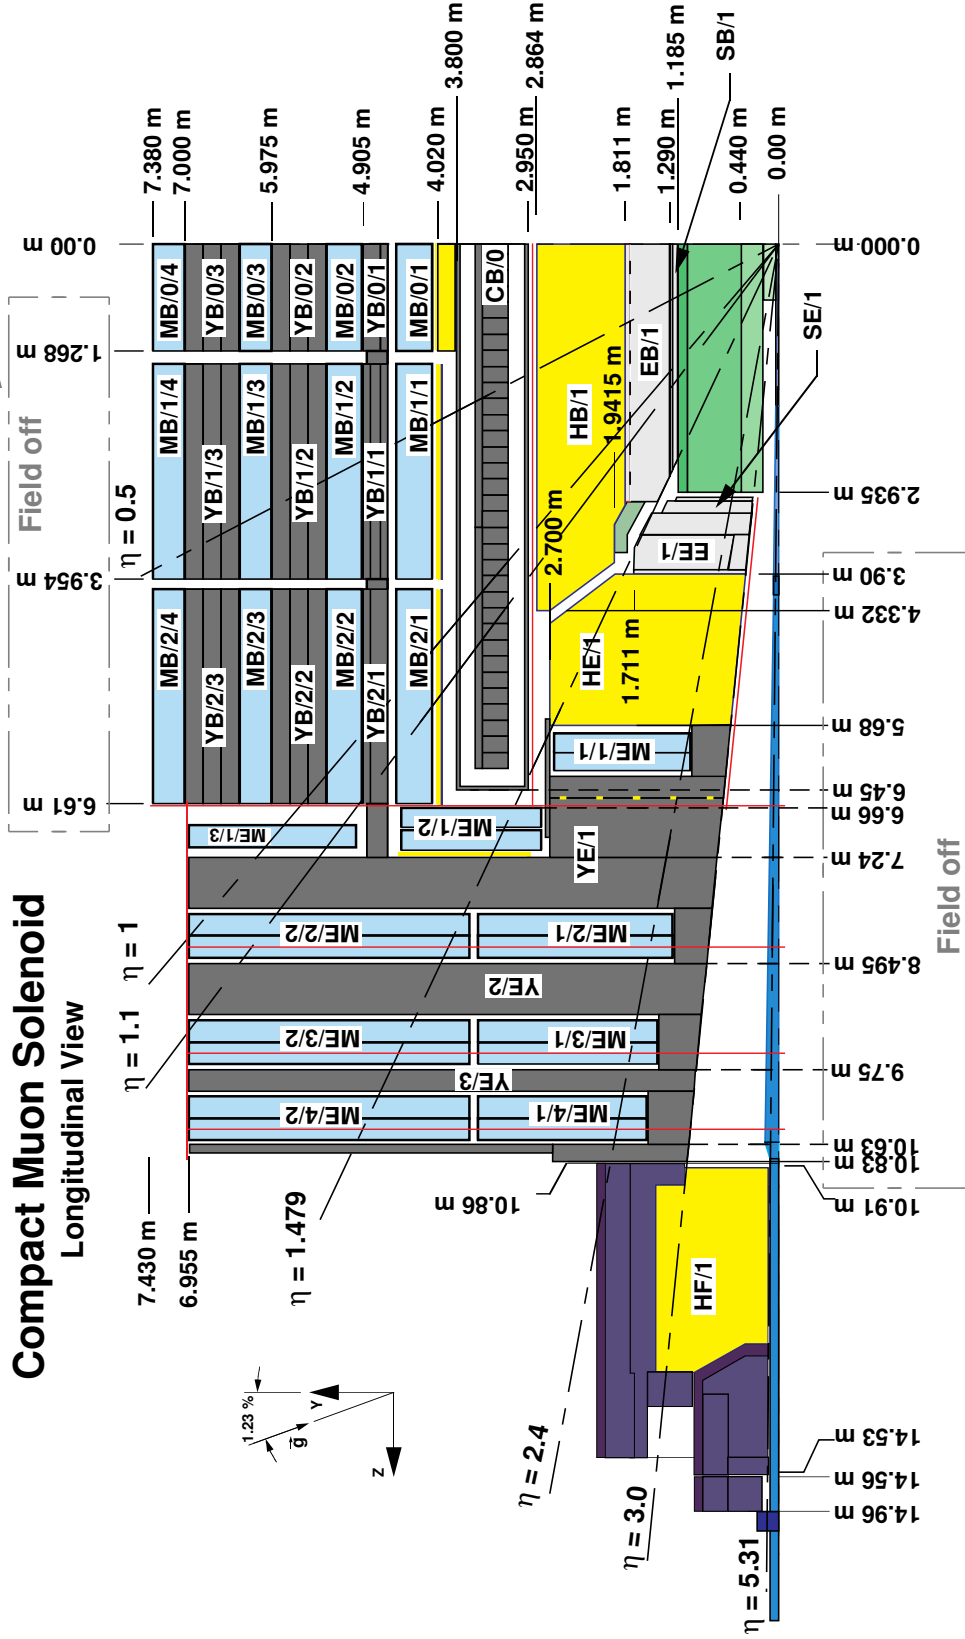 Compact Muon Solenoid
Longitudinal View
Field off
0.00 m
1.268 m
3.954 m
6.61 m
7.380 m
7.000 m
5.975 m
4.905 m
4.020 m
3.800 m
2.950 m
2.864 m
1.811 m
1.290 m
1.185 m
0.440 m
0.00 m
SB/1
SE/1
MB/0/4
YB/0/3
MB/0/3
YB/0/2
MB/0/2
YB/0/1
MB/0/1
CB/0
HB/1
EB/1
1.9415 m
MB/1/4
YB/1/3
MB/1/3
YB/1/2
MB/1/2
YB/1/1
MB/1/1
MB/2/4
YB/2/3
MB/2/3
YB/2/2
MB/2/2
YB/2/1
MB/2/1
2.700 m
EE/1
HE/1
1.711 m
ME/1/1
ME/1/3
ME/1/2
YE/1
ME/2/2
ME/2/1
YE/2
ME/3/2
ME/3/1
YE/3
ME/4/2
ME/4/1
HF/1
η = 0.5
η = 1
η = 1.1
η = 1.479
η = 2.4
η = 3.0
η = 5.31
7.430 m
6.955 m
10.86 m
1.23 %
g
Y
Z
0.000 m
2.935 m
3.90 m
4.332 m
5.68 m
6.45 m
6.66 m
7.24 m
8.495 m
9.75 m
10.63 m
10.83 m
10.91 m
14.53 m
14.56 m
14.96 m
Field off